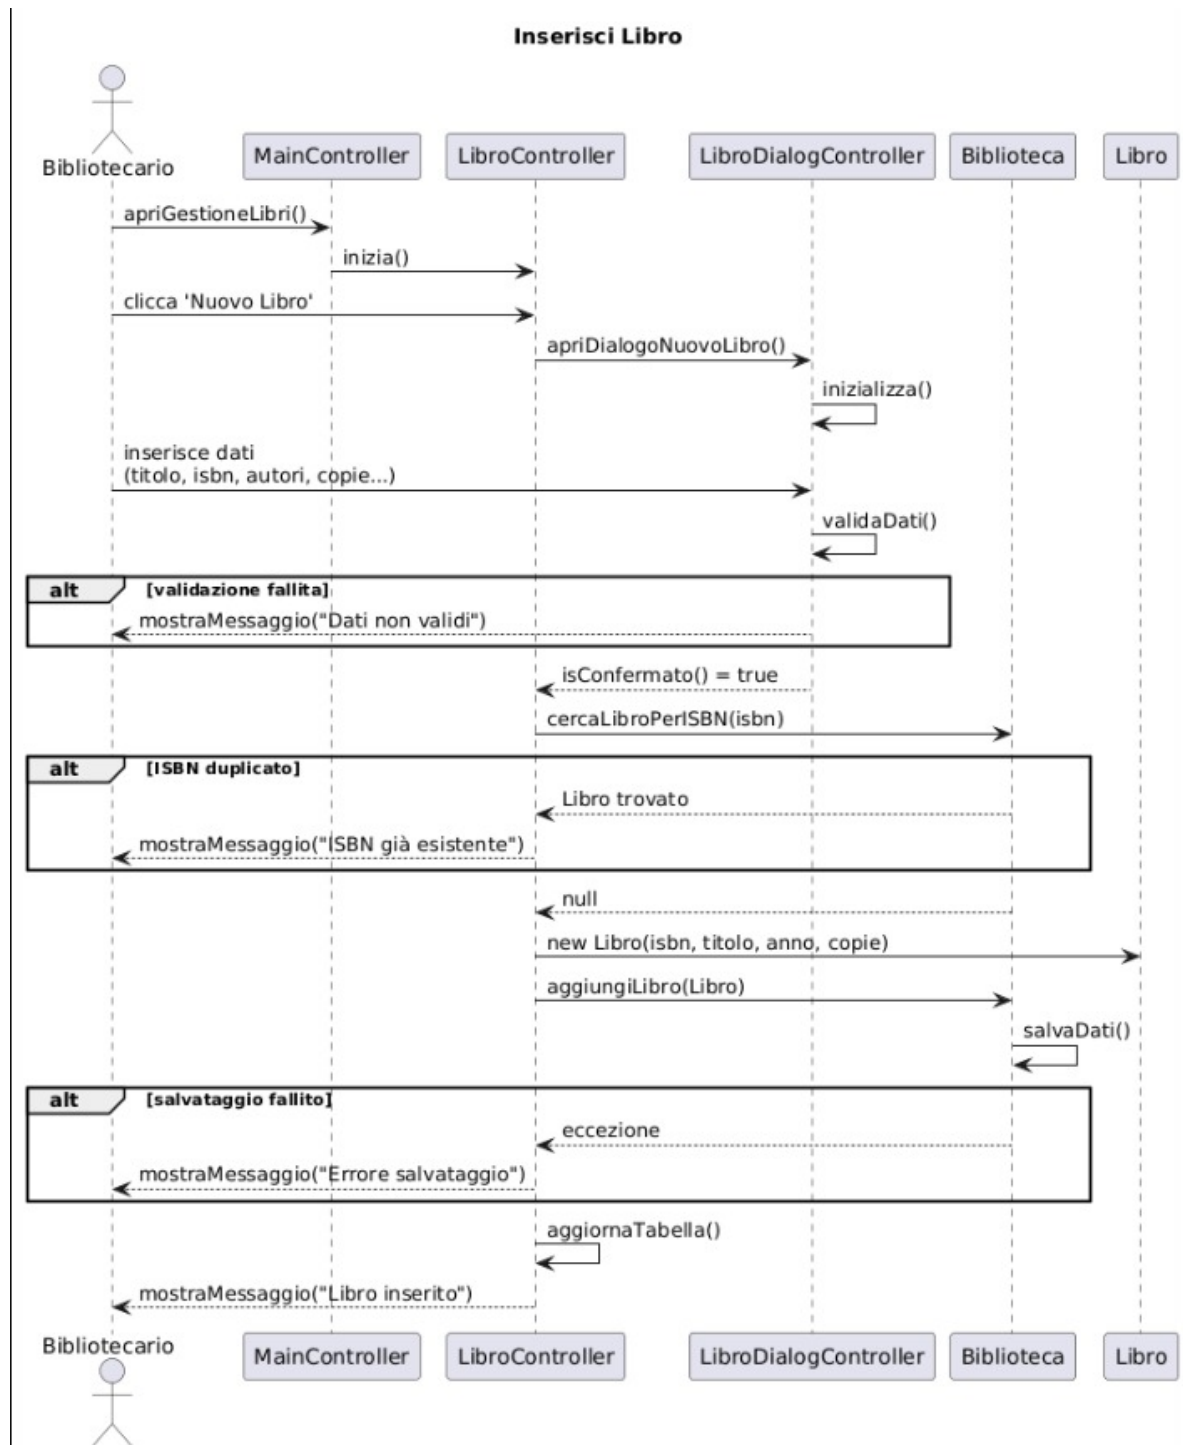 Inserisci Libro
Bibliotecario
MainController
LibroController
LibroDialogController
Biblioteca
Libro
apriGestioneLibri()
inizia()
clicca 'Nuovo Libro'
apriDialogoNuovoLibro()
inizializza()
inserisce dati
(titolo, isbn, autori, copie...)
validaDati()
alt [validazione fallita]
mostraMessaggio("Dati non validi")
isConfermato() = true
cercaLibroPerISBN(isbn)
alt [ISBN duplicato]
Libro trovato
mostraMessaggio("ISBN già esistente")
null
new Libro(isbn, titolo, anno, copie)
aggiungiLibro(Libro)
salvaDati()
alt [salvataggio fallito]
eccezione
mostraMessaggio("Errore salvataggio")
aggiornaTabella()
mostraMessaggio("Libro inserito")
Bibliotecario
MainController
LibroController
LibroDialogController
Biblioteca
Libro